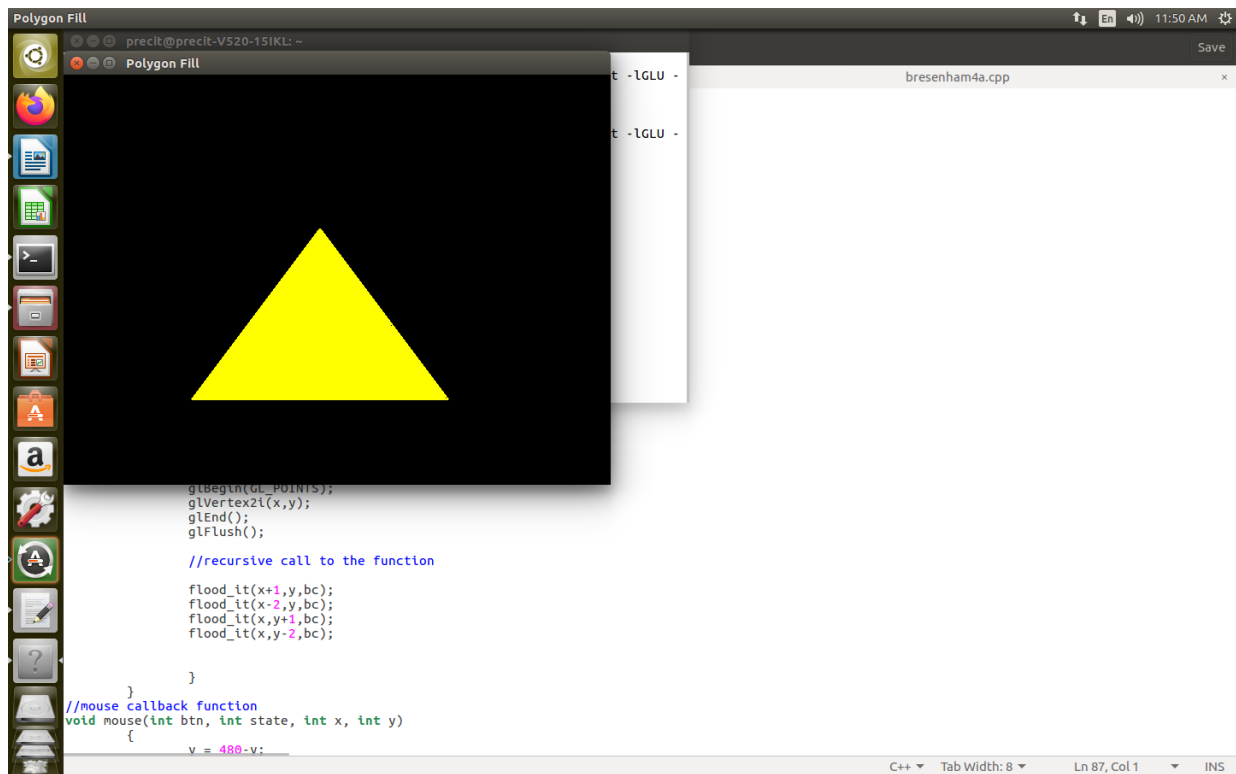 Polygon Fill
En
11:50 AM
precit@precit-V520-15IKL: ~
Save
Polygon Fill
t -lGLU -
bresenham4a.cpp
×
t -lGLU -
glBegin(GL_POINTS);
glVertex2i(x,y);
glEnd();
glFlush();
//recursive call to the function
flood_it(x+1,y,bc);
flood_it(x-2,y,bc);
flood_it(x,y+1,bc);
flood_it(x,y-2,bc);
}
}
//mouse callback function
void mouse(int btn, int state, int x, int y)
{
y = 480-y;
C++ Tab Width: 8 Ln 87, Col 1 INS